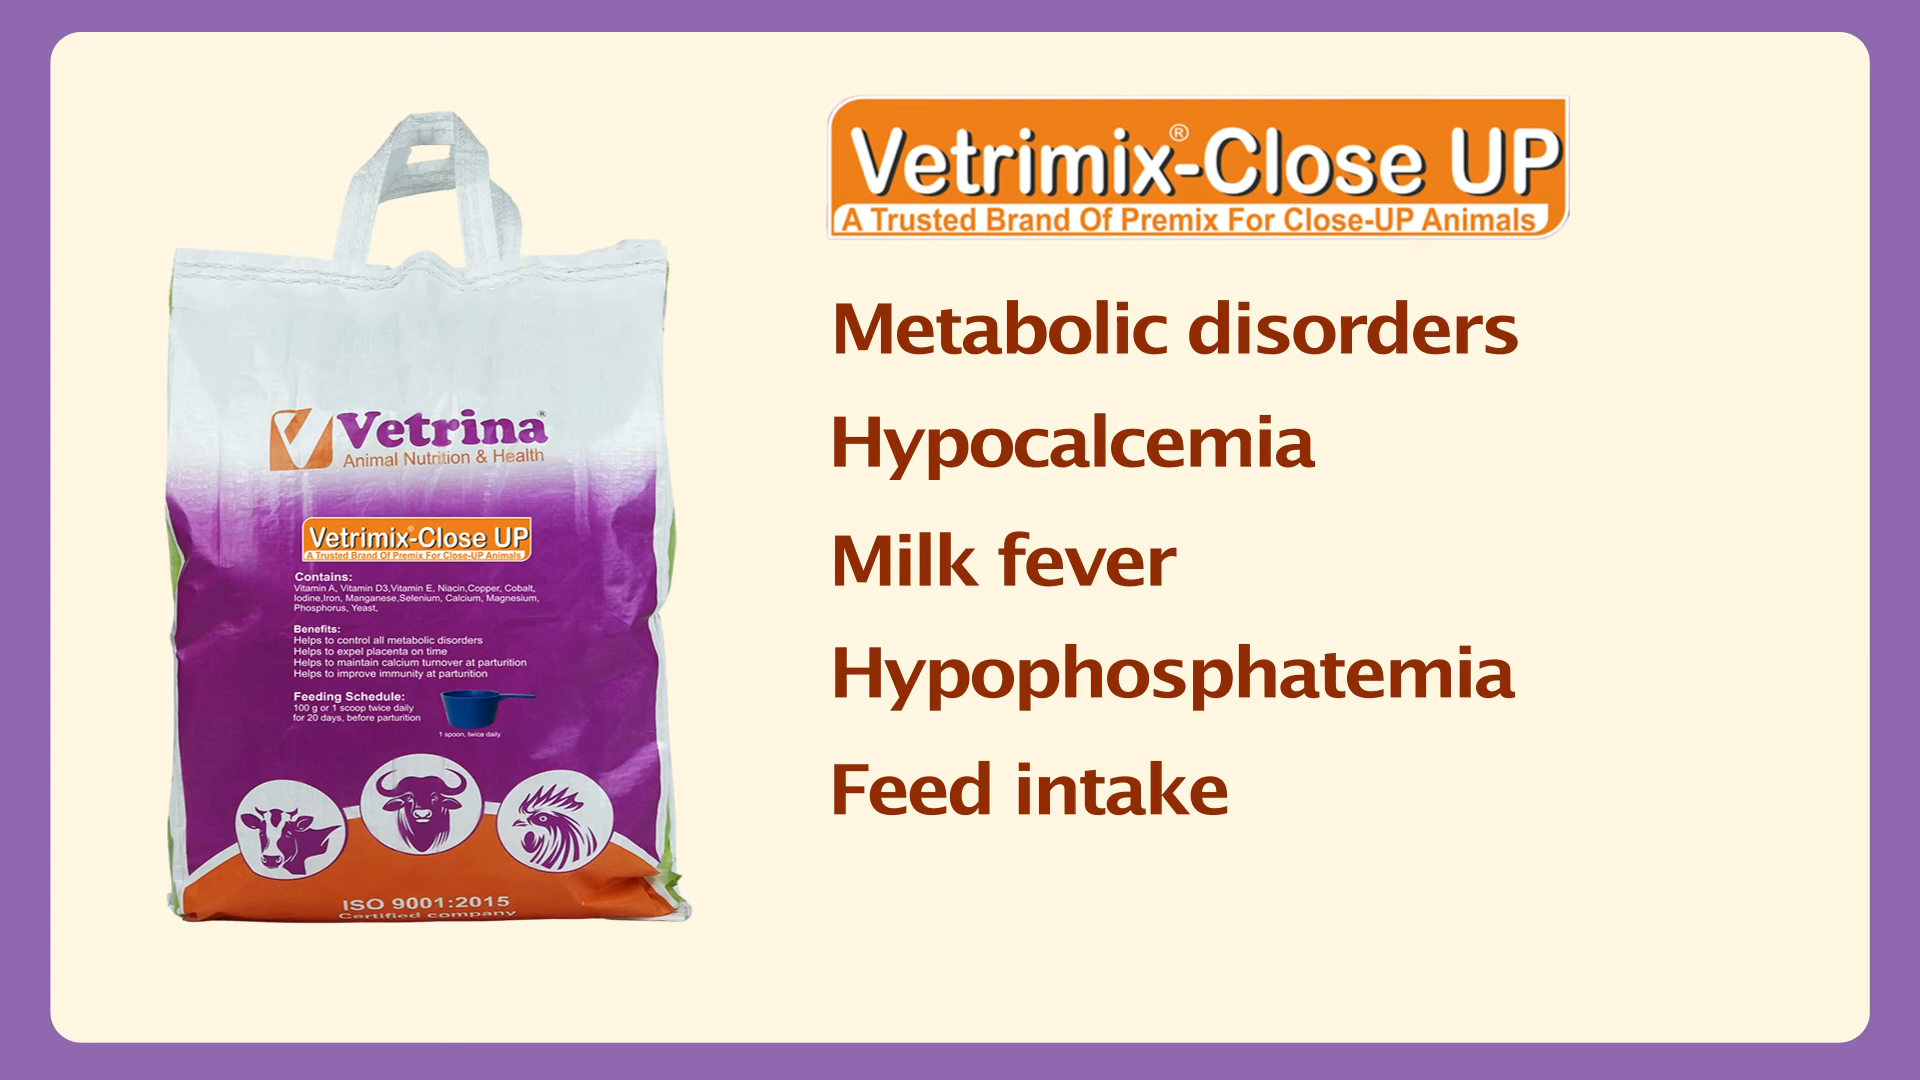 Vetrina®
Animal Nutrition & Health
Vetrimix®-Close UP
A Trusted Brand Of Premix For Close-UP Animals
Contains:
Vitamin A, Vitamin D3,Vitamin E, Niacin,Copper, Cobalt,
Iodine,Iron, Manganese,Selenium, Calcium, Magnesium,
Phosphorus, Yeast,
Benefits:
Helps to control all metabolic disorders
Helps to expel placenta on time
Helps to maintain calcium turnover at parturition
Helps to improve immunity at parturition
Feeding Schedule:
100 g or 1 scoop twice daily
for 20 days, before parturition
1 spoon, twice daily
ISO 9001:2015
Certified company
Vetrimix®-Close UP
A Trusted Brand Of Premix For Close-UP Animals
Metabolic disorders
Hypocalcemia
Milk fever
Hypophosphatemia
Feed intake